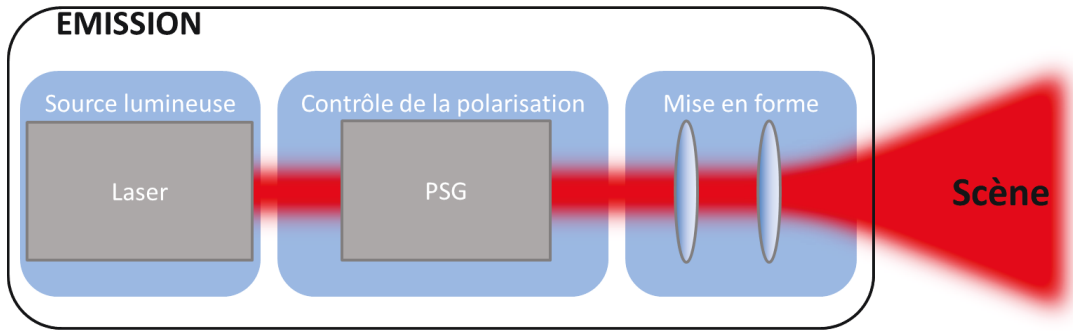 EMISSION
Source lumineuse
Contrôle de la polarisation
Mise en forme
Laser
PSG
Scène